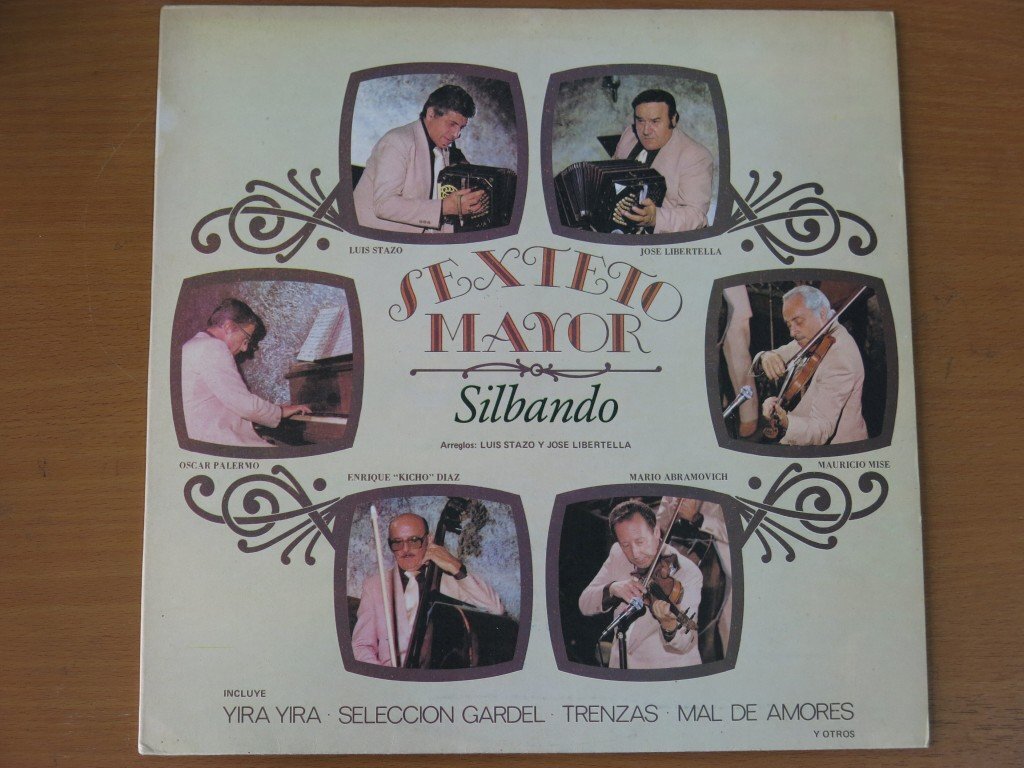 LUIS STAZO
JOSE LIBERTELLA
SEXTETO
MAYOR
Silbando
Arreglos: LUIS STAZO Y JOSE LIBERTELLA
OSCAR PALERMO
MAURICIO MISE
ENRIQUE "KICHO" DIAZ
MARIO ABRAMOVICH
INCLUYE
YIRA YIRA · SELECCION GARDEL · TRENZAS · MAL DE AMORES
Y OTROS